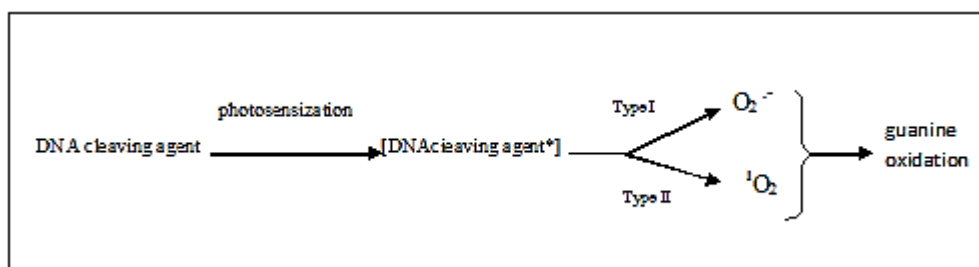 photosensization
DNA cleaving agent
[DNAcleaving agent*]
Type I
Type II
O₂ ·-
¹O₂
guanine
oxidation